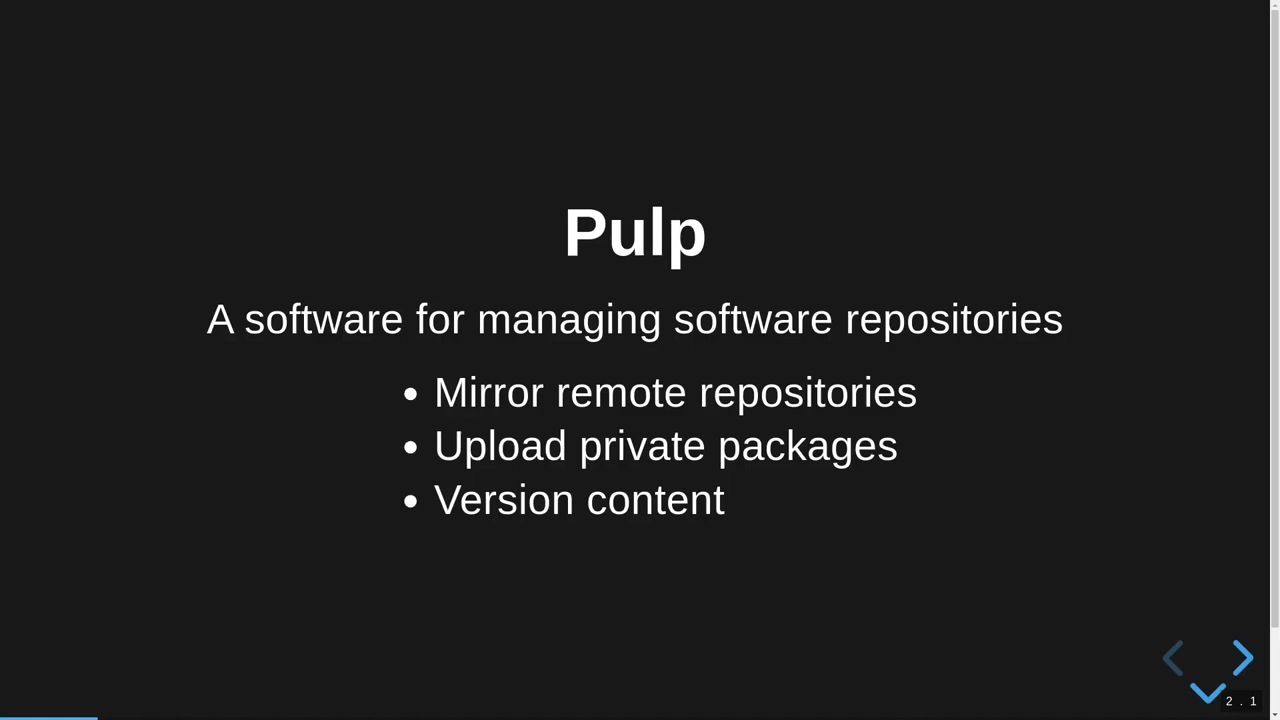 Pulp
A software for managing software repositories
• Mirror remote repositories
• Upload private packages
• Version content
2 . 1